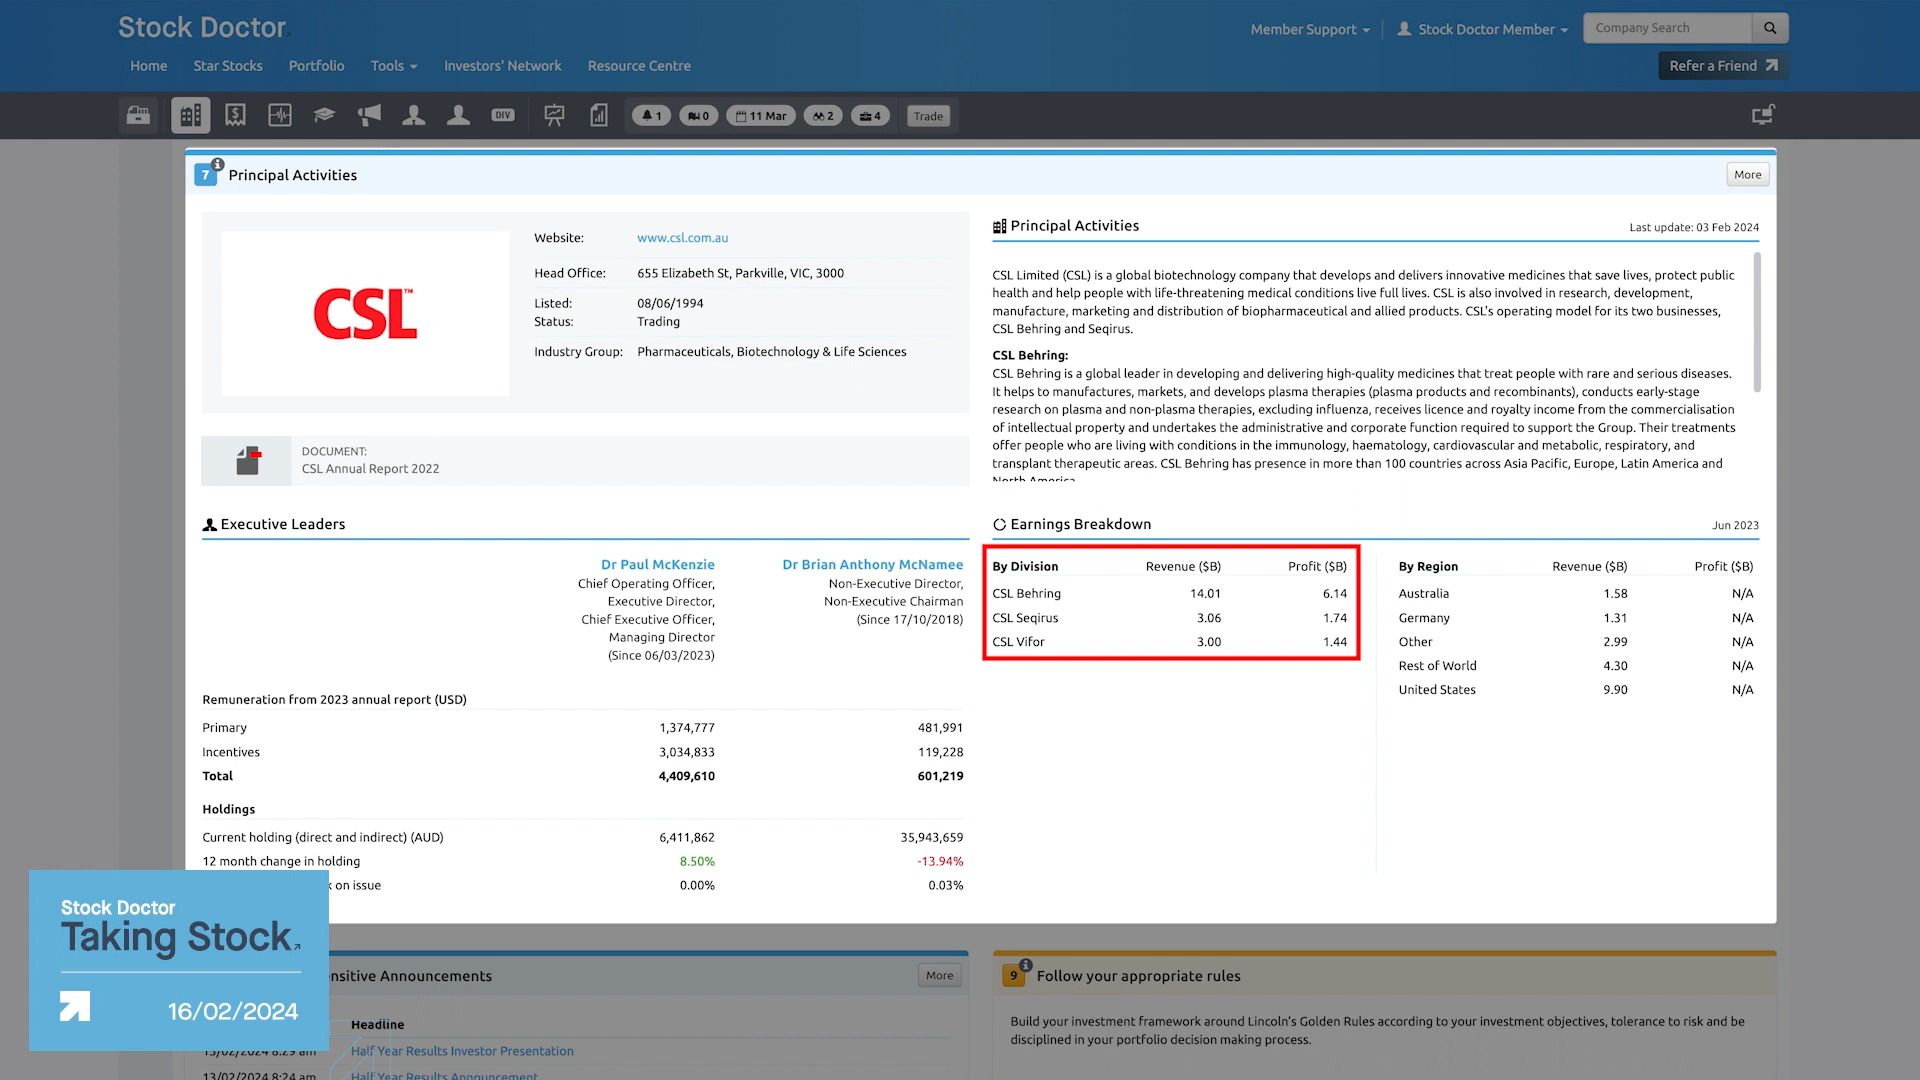 Stock Doctor
Member Support
Stock Doctor Member
Company Search
Home
Star Stocks
Portfolio
Tools
Investors' Network
Resource Centre
Refer a Friend
DIV
1
0
11 Mar
2
4
Trade
7
Principal Activities
More
CSL™
Website: www.csl.com.au
Head Office: 655 Elizabeth St, Parkville, VIC, 3000
Listed: 08/06/1994
Status: Trading
Industry Group: Pharmaceuticals, Biotechnology & Life Sciences
DOCUMENT:
CSL Annual Report 2022
Principal Activities
Last update: 03 Feb 2024
CSL Limited (CSL) is a global biotechnology company that develops and delivers innovative medicines that save lives, protect public
health and help people with life-threatening medical conditions live full lives. CSL is also involved in research, development,
manufacture, marketing and distribution of biopharmaceutical and allied products. CSL's operating model for its two businesses,
CSL Behring and Seqirus.
CSL Behring:
CSL Behring is a global leader in developing and delivering high-quality medicines that treat people with rare and serious diseases.
It helps to manufactures, markets, and develops plasma therapies (plasma products and recombinants), conducts early-stage
research on plasma and non-plasma therapies, excluding influenza, receives licence and royalty income from the commercialisation
of intellectual property and undertakes the administrative and corporate function required to support the Group. Their treatments
offer people who are living with conditions in the immunology, haematology, cardiovascular and metabolic, respiratory, and
transplant therapeutic areas. CSL Behring has presence in more than 100 countries across Asia Pacific, Europe, Latin America and
North America
Executive Leaders
Dr Paul McKenzie
Chief Operating Officer,
Executive Director,
Chief Executive Officer,
Managing Director
(Since 06/03/2023)
Dr Brian Anthony McNamee
Non-Executive Director,
Non-Executive Chairman
(Since 17/10/2018)
Remuneration from 2023 annual report (USD)
Primary 1,374,777 481,991
Incentives 3,034,833 119,228
Total 4,409,610 601,219
Holdings
Current holding (direct and indirect) (AUD) 6,411,862 35,943,659
12 month change in holding 8.50% -13.94%
on issue 0.00% 0.03%
Earnings Breakdown
Jun 2023
By Division Revenue ($B) Profit ($B)
CSL Behring 14.01 6.14
CSL Seqirus 3.06 1.74
CSL Vifor 3.00 1.44
By Region Revenue ($B) Profit ($B)
Australia 1.58 N/A
Germany 1.31 N/A
Other 2.99 N/A
Rest of World 4.30 N/A
United States 9.90 N/A
Stock Doctor
Taking Stock
16/02/2024
nsitive Announcements
More
Headline
13/02/2024 8:29 am Half Year Results Investor Presentation
13/02/2024 8:24 am Half Year Results Announcement
9
Follow your appropriate rules
Build your investment framework around Lincoln's Golden Rules according to your investment objectives, tolerance to risk and be
disciplined in your portfolio decision making process.